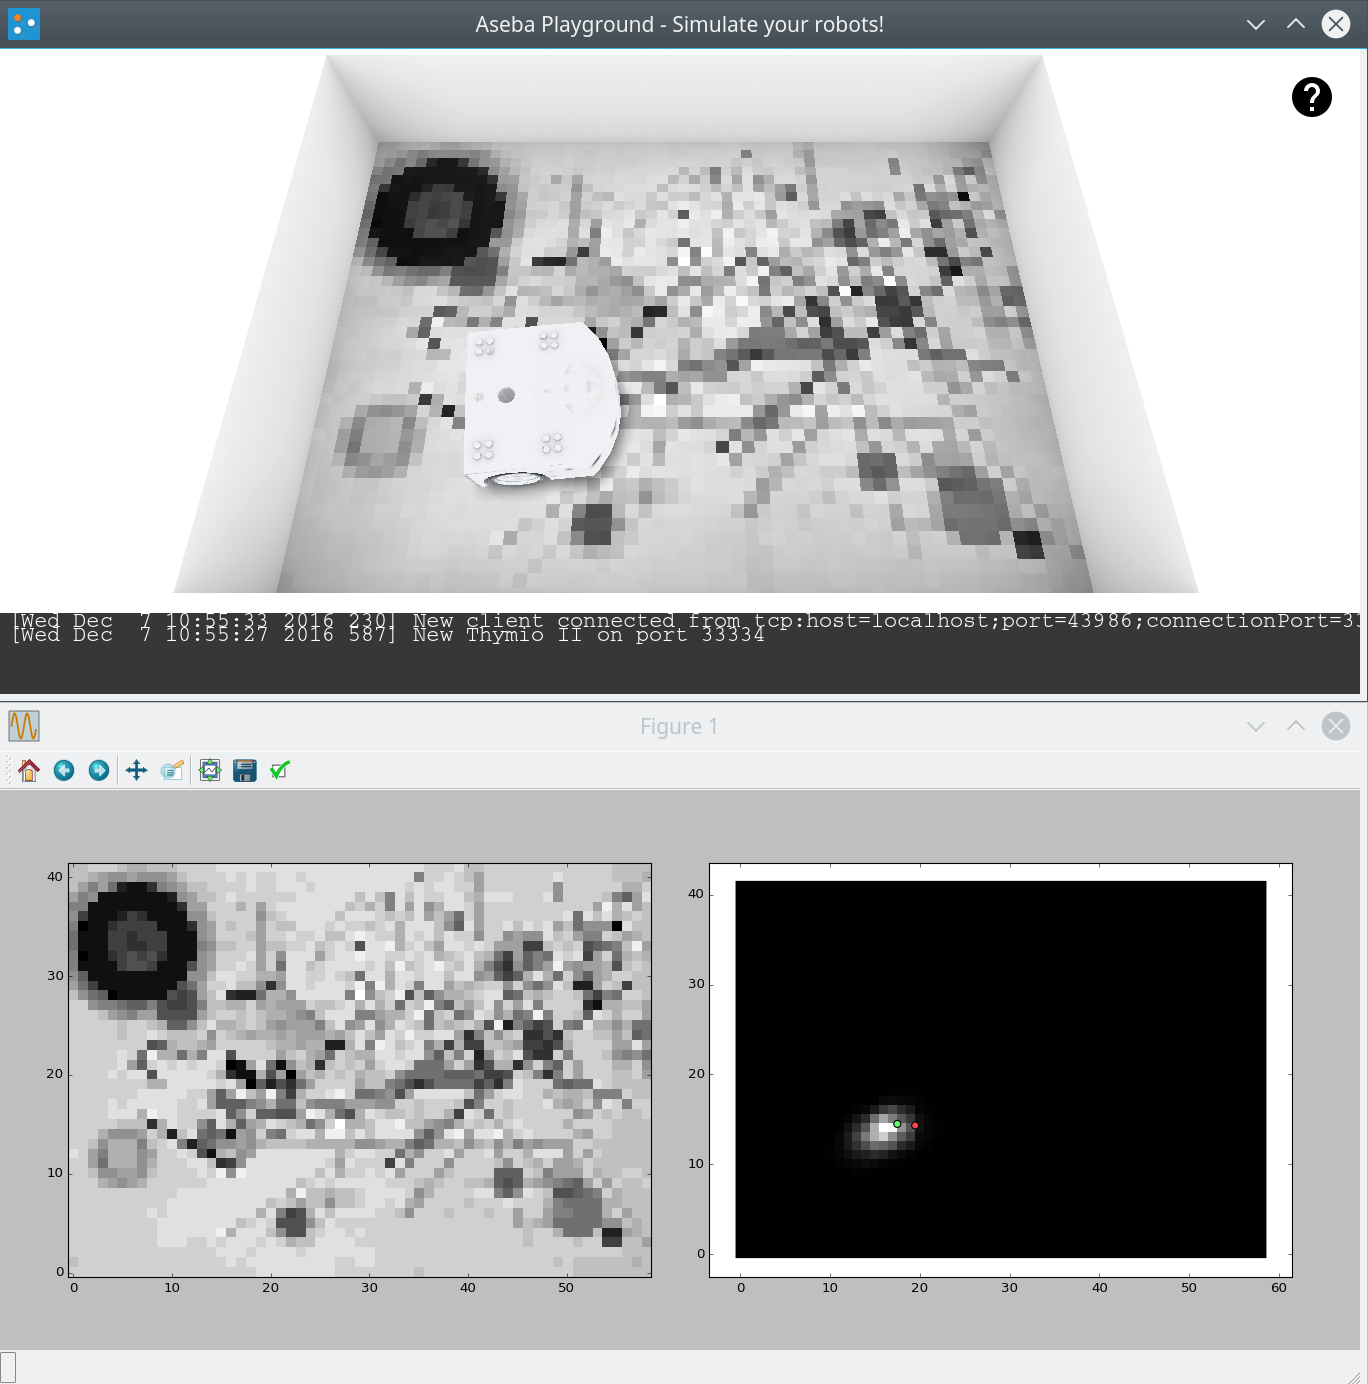 Aseba Playground - Simulate your robots!
?
[Wed Dec  7 10:55:33 2016 230] New client connected from tcp:host=localhost;port=43986;connectionPort=33
[Wed Dec  7 10:55:27 2016 587] New Thymio II on port 33334
Figure 1
40
30
20
10
0
0 10 20 30 40 50
40
30
20
10
0
0 10 20 30 40 50 60